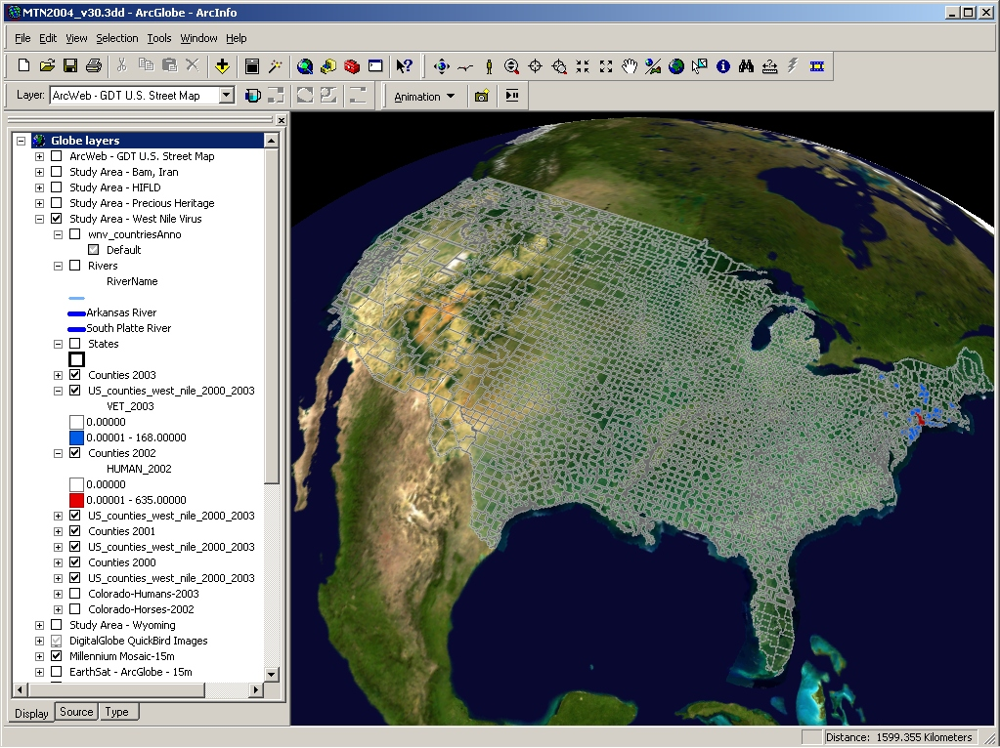 MTN2004_v30.3dd - ArcGlobe - ArcInfo
File Edit View Selection Tools Window Help
Layer: ArcWeb - GDT U.S. Street Map Animation
Globe layers
ArcWeb - GDT U.S. Street Map
Study Area - Bam, Iran
Study Area - HIFLD
Study Area - Precious Heritage
Study Area - West Nile Virus
wnv_countriesAnno
Default
Rivers
RiverName
Arkansas River
South Platte River
States
Counties 2003
US_counties_west_nile_2000_2003
VET_2003
0.00000
0.00001 - 168.00000
Counties 2002
HUMAN_2002
0.00000
0.00001 - 635.00000
US_counties_west_nile_2000_2003
Counties 2001
US_counties_west_nile_2000_2003
Counties 2000
US_counties_west_nile_2000_2003
Colorado-Humans-2003
Colorado-Horses-2002
Study Area - Wyoming
DigitalGlobe QuickBird Images
Millennium Mosaic-15m
EarthSat - ArcGlobe - 15m
Display Source Type
Distance: 1599.355 Kilometers